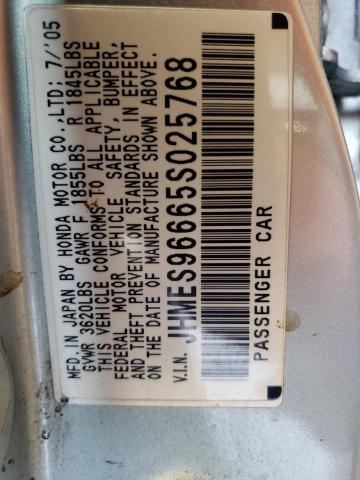 MFD. IN JAPAN BY HONDA MOTOR CO.,LTD: 7/'05
GVWR 3620LBS GAWR F 1855LBS R 1845LBS
THIS VEHICLE CONFORMS TO ALL APPLICABLE
FEDERAL MOTOR VEHICLE SAFETY, BUMPER,
AND THEFT PREVENTION STANDARDS IN EFFECT
ON THE DATE OF MANUFACTURE SHOWN ABOVE.
V.I.N. JHMES96665S025768
PASSENGER CAR